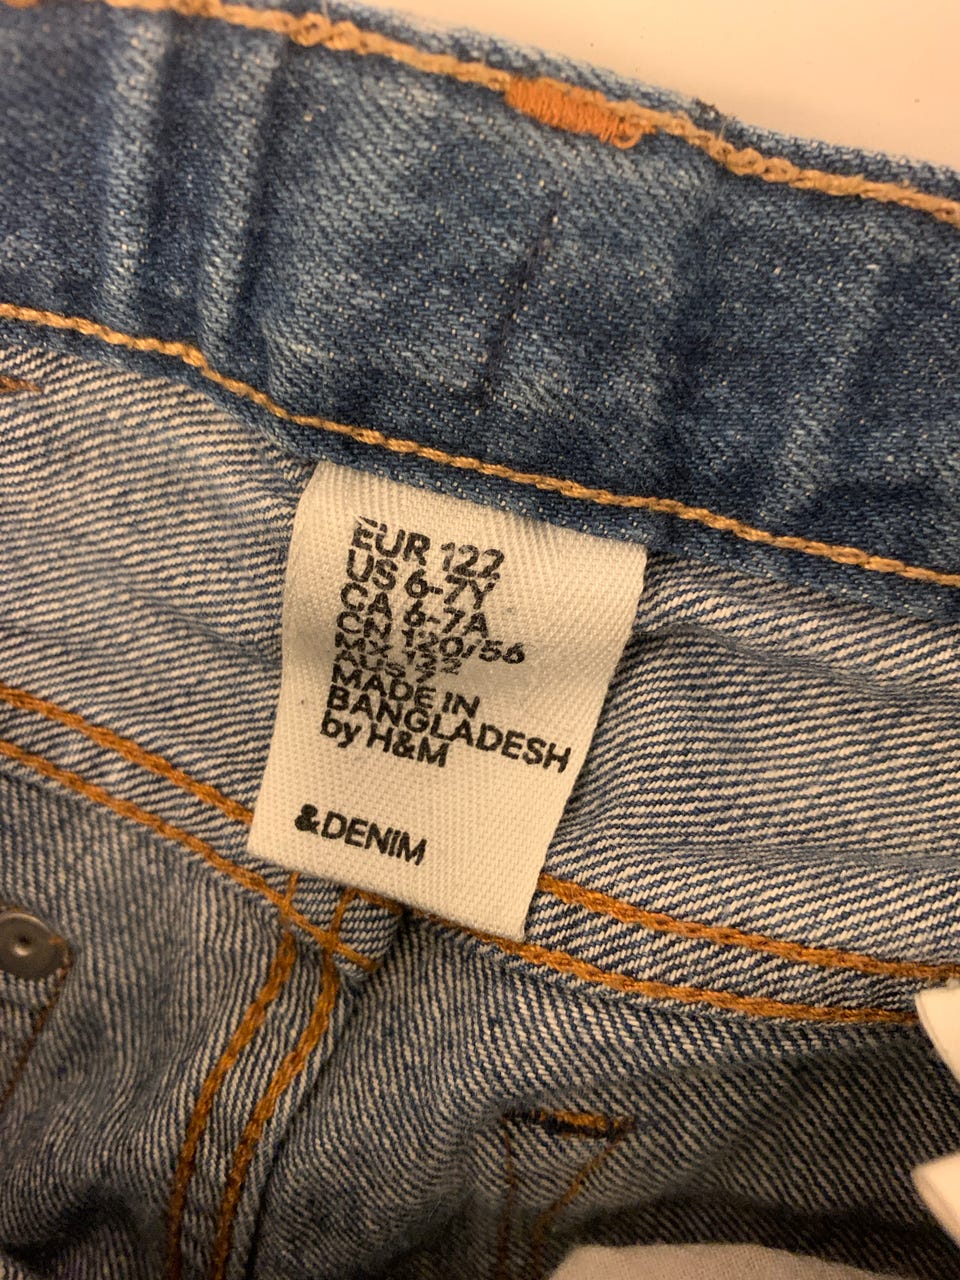 EUR 122
US 6-7Y
CA 6-7A
CN 120/56
MX 122
AUS 7
MADE IN
BANGLADESH
by H&M
&DENIM